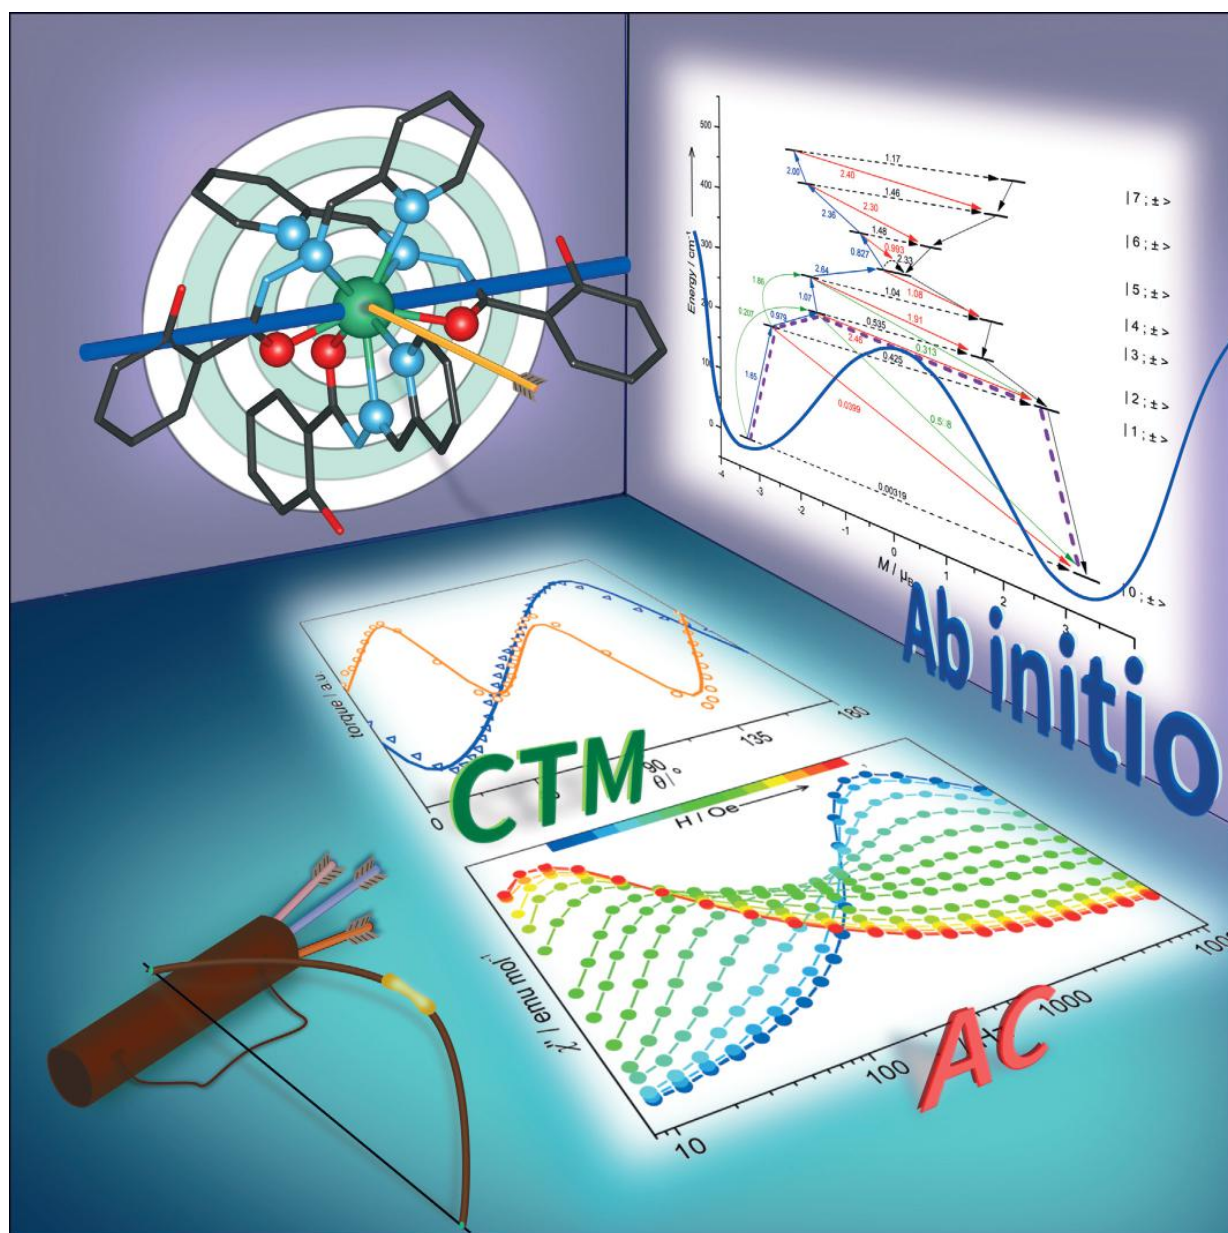 500
400
300
200
100
0
Energy / cm⁻¹
1.17
2.00
2.40
1.46
2.36
2.30
1.48
0.827
0.993
2.33
2.64
1.04
1.08
1.86
1.07
1.91
0.207
0.979
0.535
2.46
0.313
0.425
1.65
0.0399
0.00319
| 7 ; ± >
| 6 ; ± >
| 5 ; ± >
| 4 ; ± >
| 3 ; ± >
| 2 ; ± >
| 1 ; ± >
| 0 ; ± >
-4
-3
-2
-1
0
1
2
3
M / μB
Ab initio
torque / a.u
0
90
135
180
θ / °
CTM
H / Oe
χ'' / emu mol⁻¹
10
100
1000
AC